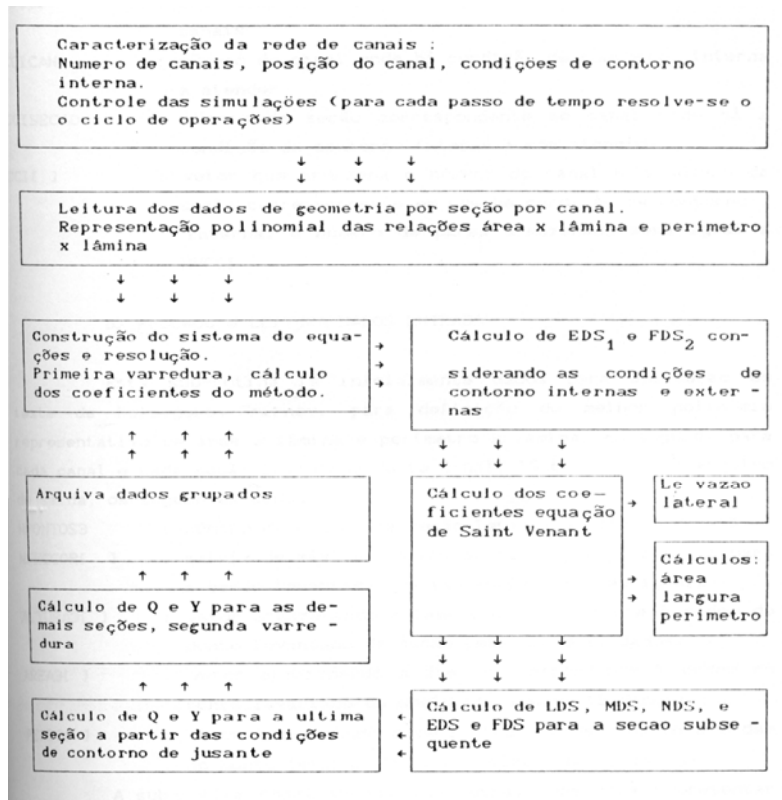 Caracterização da rede de canais :
Numero de canais, posição do canal, condições de contorno
interna.
Controle das simulações (para cada passo de tempo resolve-se o
o ciclo de operações)
↓ ↓ ↓
↓ ↓ ↓
Leitura dos dados de geometria por seção por canal.
Representação polinomial das relações área x lâmina e perimetro
x lâmina
↓ ↓ ↓
↓ ↓ ↓
Construção do sistema de equa-
ções e resolução.
Primeira varredura, cálculo
dos coeficientes do método.
→
→
→
Cálculo de EDS1 e FDS2 con-
siderando as condições de
contorno internas e exter-
nas
↓ ↓ ↓
↓ ↓ ↓
Cálculo dos coe-
ficientes equação
de Saint Venant
→
Le vazao
lateral
→
→
Cálculos:
área
largura
perimetro
↓ ↓ ↓
↓ ↓ ↓
↓ ↓ ↓
Cálculo de LDS, MDS, NDS, e
EDS e FDS para a secao subse-
quente
←
←
←
Cálculo de Q e Y para a ultima
seção a partir das condições
de contorno de jusante
↑ ↑ ↑
Cálculo de Q e Y para as de-
mais seções, segunda varre-
dura
↑ ↑ ↑
Arquiva dados grupados
↑ ↑ ↑
↑ ↑ ↑